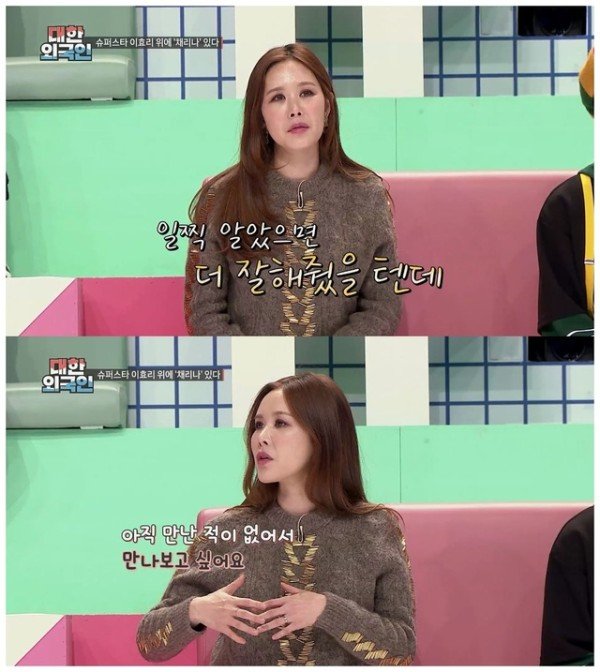 대한
외국인
슈퍼스타 이효리 위에 '채리나' 있다
일찍 알았으면
더 잘해줬을 텐데
대한
외국인
슈퍼스타 이효리 위에 '채리나' 있다
아직 만난 적이 없어서
만나보고 싶어요